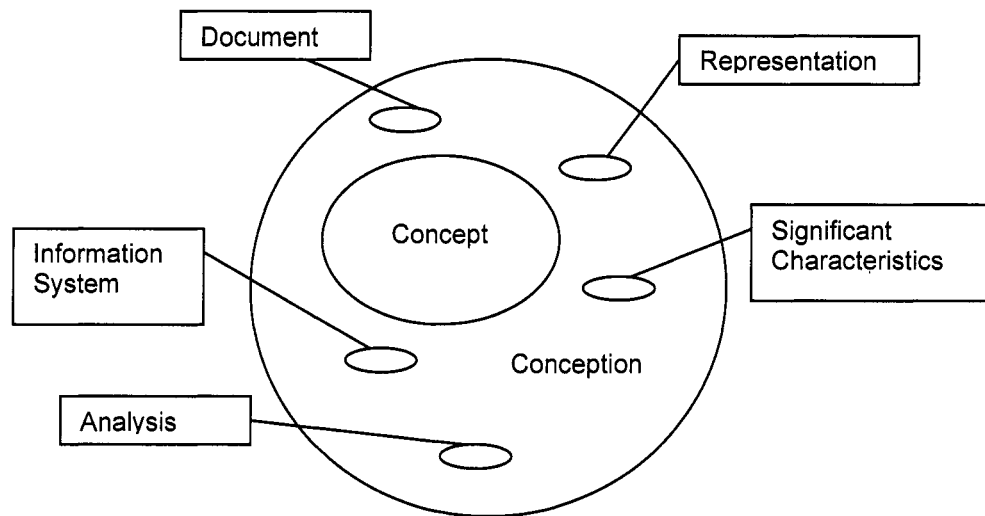 Document
Representation
Concept
Significant
Characteristics
Information
System
Conception
Analysis